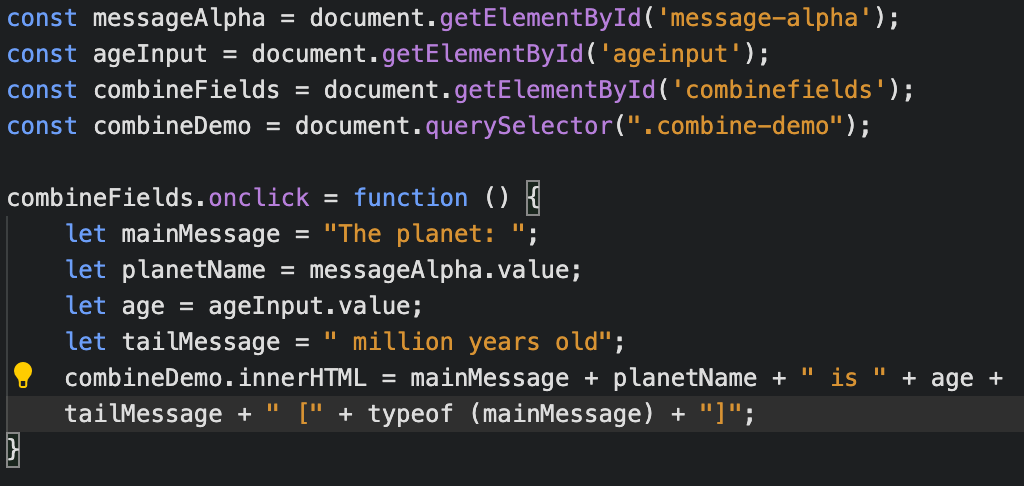 const messageAlpha = document.getElementById('message-alpha');
const ageInput = document.getElementById('ageinput');
const combineFields = document.getElementById('combinefields');
const combineDemo = document.querySelector(".combine-demo");
combineFields.onclick = function () {
    let mainMessage = "The planet: ";
    let planetName = messageAlpha.value;
    let age = ageInput.value;
    let tailMessage = " million years old";
    combineDemo.innerHTML = mainMessage + planetName + " is " + age +
    tailMessage + " [" + typeof (mainMessage) + "]";
}